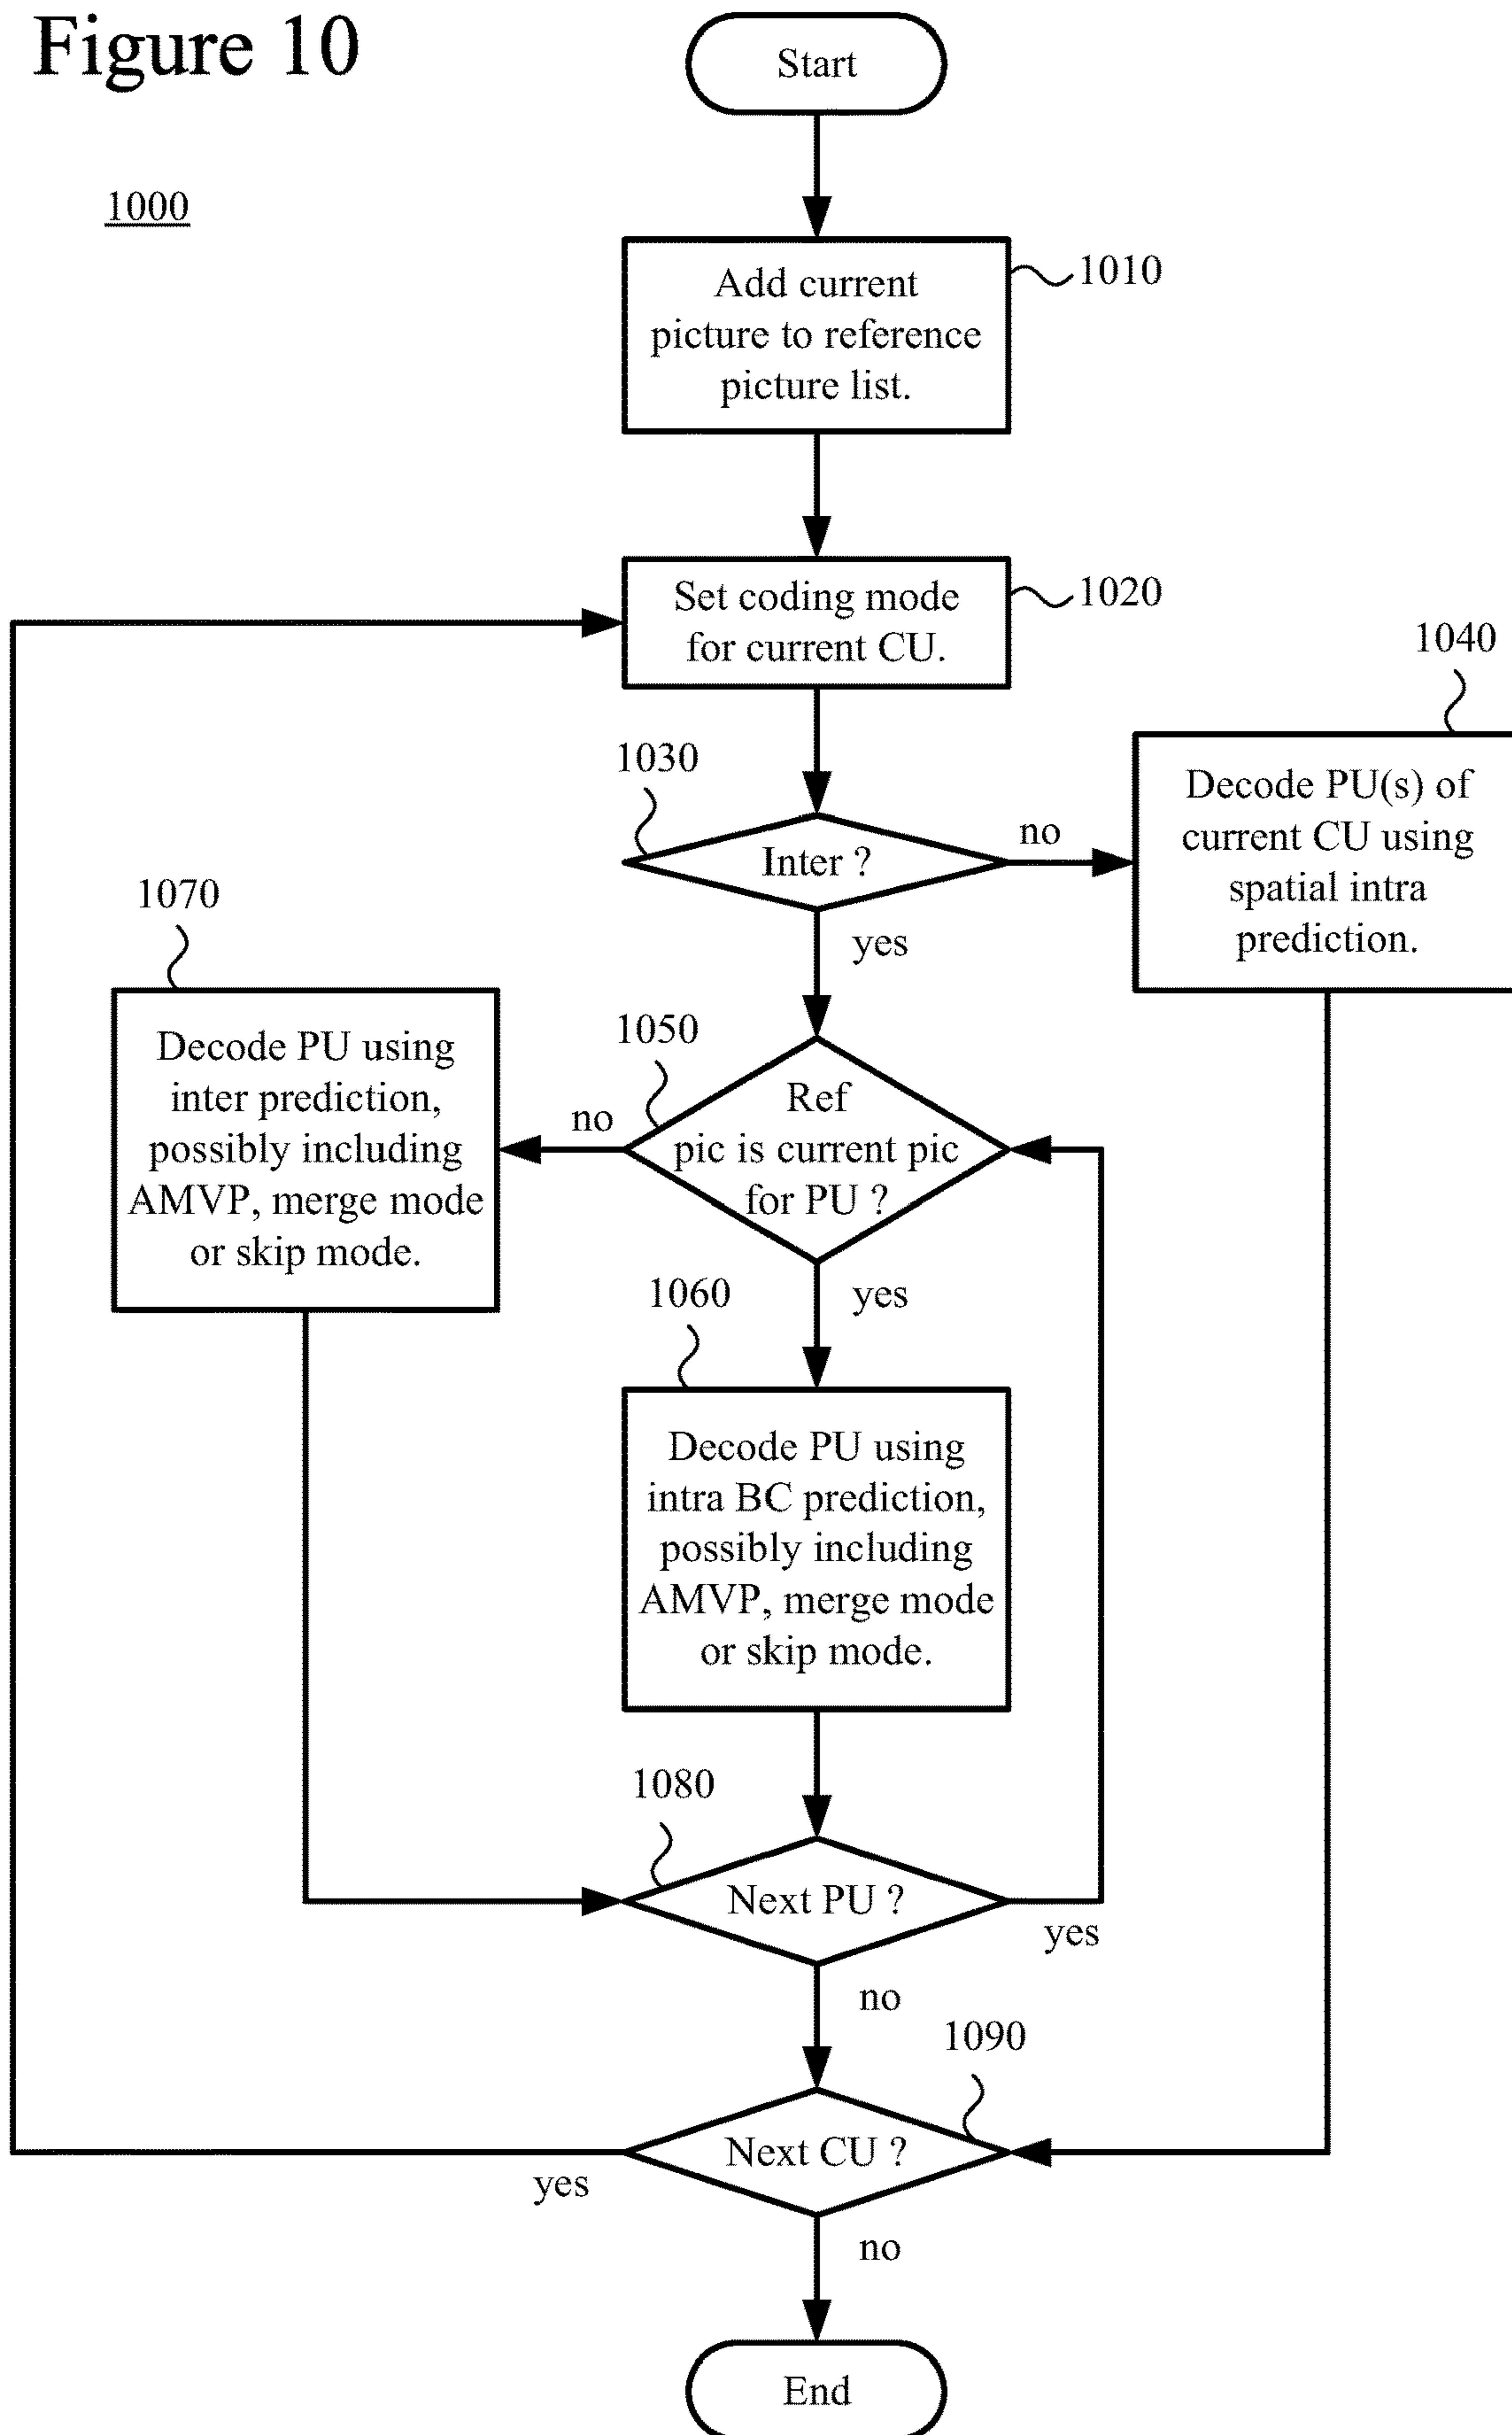 Figure 10
Start
1000
Add current
picture to reference
picture list.
1010
Set coding mode
for current CU.
1020
1030
Inter ?
no
yes
1040
Decode PU(s) of
current CU using
spatial intra
prediction.
1050
Ref
pic is current pic
for PU ?
no
yes
1070
Decode PU using
inter prediction,
possibly including
AMVP, merge mode
or skip mode.
1060
Decode PU using
intra BC prediction,
possibly including
AMVP, merge mode
or skip mode.
1080
Next PU ?
yes
no
1090
Next CU ?
yes
no
End